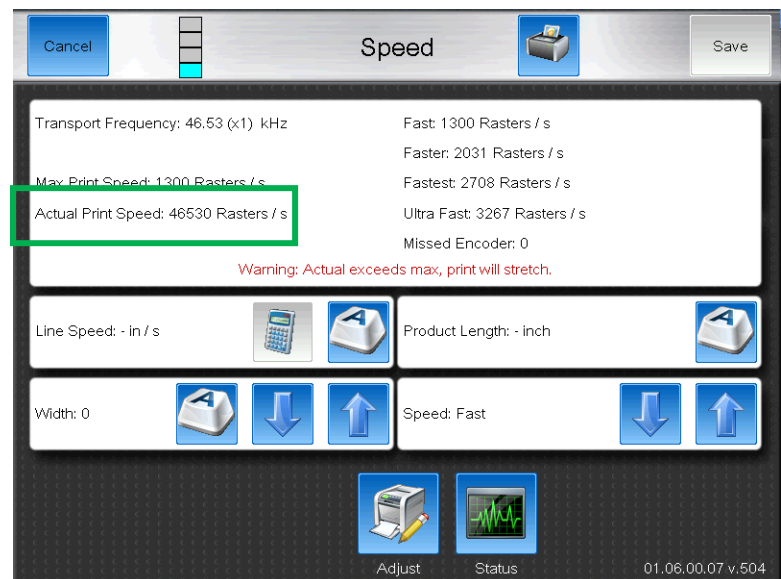 Cancel
Speed
Save
Transport Frequency: 46.53 (x1) kHz
Fast: 1300 Rasters / s
Faster: 2031 Rasters / s
Max Print Speed: 1300 Rasters / s
Fastest: 2708 Rasters / s
Actual Print Speed: 46530 Rasters / s
Ultra Fast: 3267 Rasters / s
Missed Encoder: 0
Warning: Actual exceeds max, print will stretch.
Line Speed: - in / s
A
Product Length: - inch
A
Width: 0
A
Speed: Fast
Adjust
Status
01.06.00.07 v.504